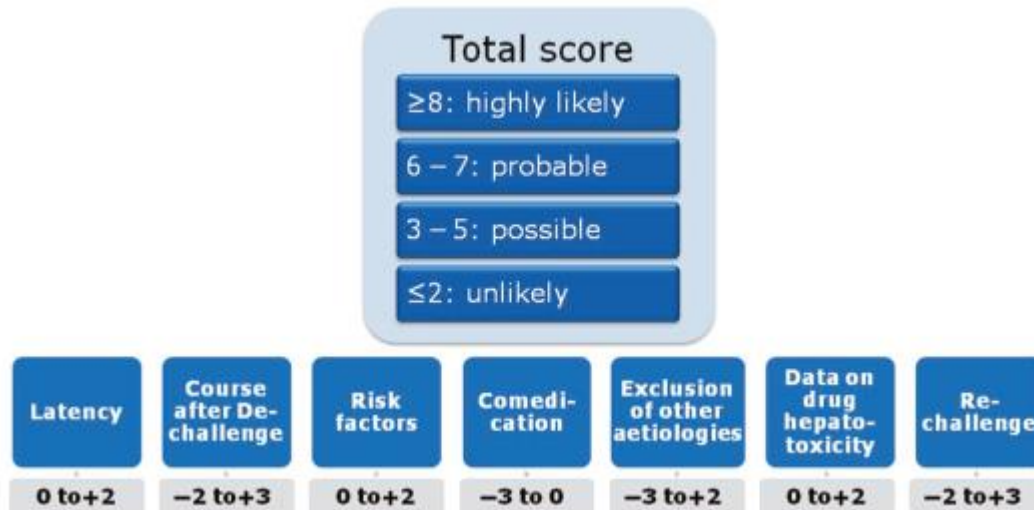 Total score
≥8: highly likely
6 – 7: probable
3 – 5: possible
≤2: unlikely
Latency
Course
after De-
challenge
Risk
factors
Comedi-
cation
Exclusion
of other
aetiologies
Data on
drug
hepato-
toxicity
Re-
challenge
0 to+2
−2 to+3
0 to+2
−3 to 0
−3 to+2
0 to+2
−2 to+3